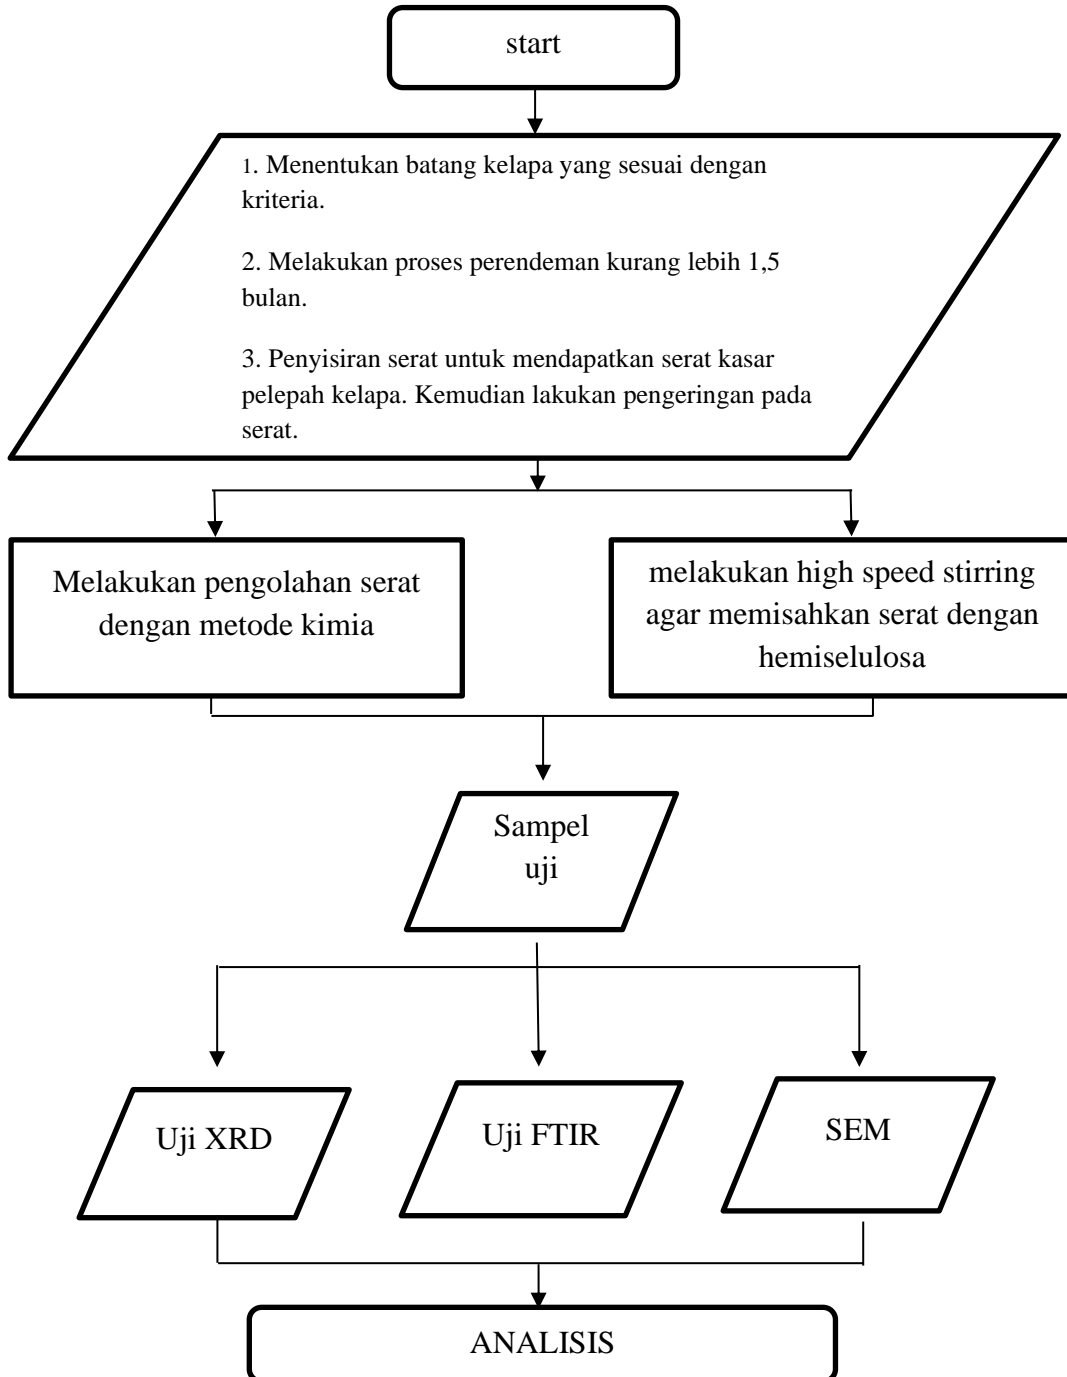 start
1. Menentukan batang kelapa yang sesuai dengan
kriteria.
2. Melakukan proses perendeman kurang lebih 1,5
bulan.
3. Penyisiran serat untuk mendapatkan serat kasar
pelepah kelapa. Kemudian lakukan pengeringan pada
serat.
Melakukan pengolahan serat
dengan metode kimia
melakukan high speed stirring
agar memisahkan serat dengan
hemiselulosa
Sampel
uji
Uji XRD
Uji FTIR
SEM
ANALISIS